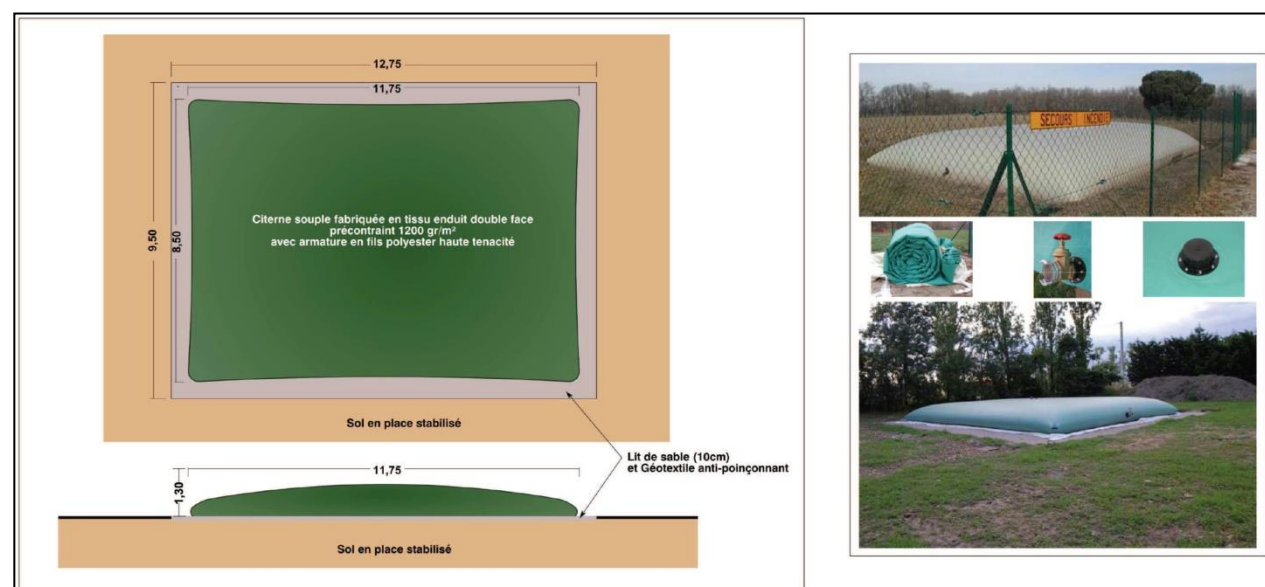 12,75
11,75
9,50
8,50
Citerne souple fabriquée en tissu enduit double face
précontraint 1200 gr/m²
avec armature en fils polyester haute tenacité
Sol en place stabilisé
Lit de sable (10cm)
et Géotextile anti-poinçonnant
11,75
1,30
Sol en place stabilisé
SECOURS INCENDIE